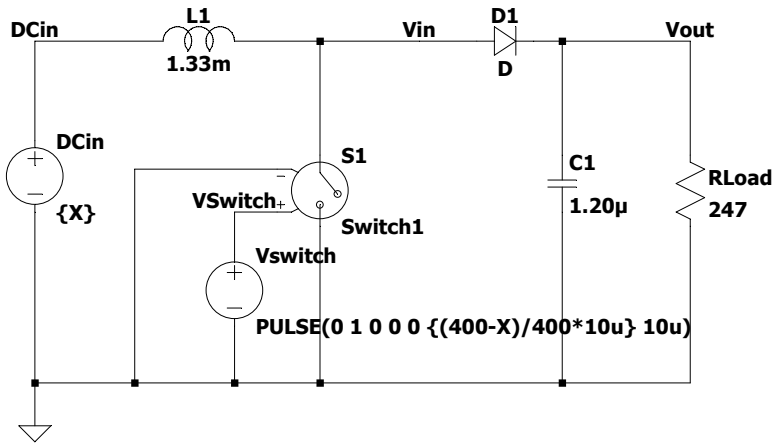 DCin
L1
1.33m
Vin
D1
D
Vout
DCin
{X}
S1
VSwitch
Switch1
Vswitch
PULSE(0 1 0 0 0 {(400-X)/400*10u} 10u)
C1
1.20µ
RLoad
247